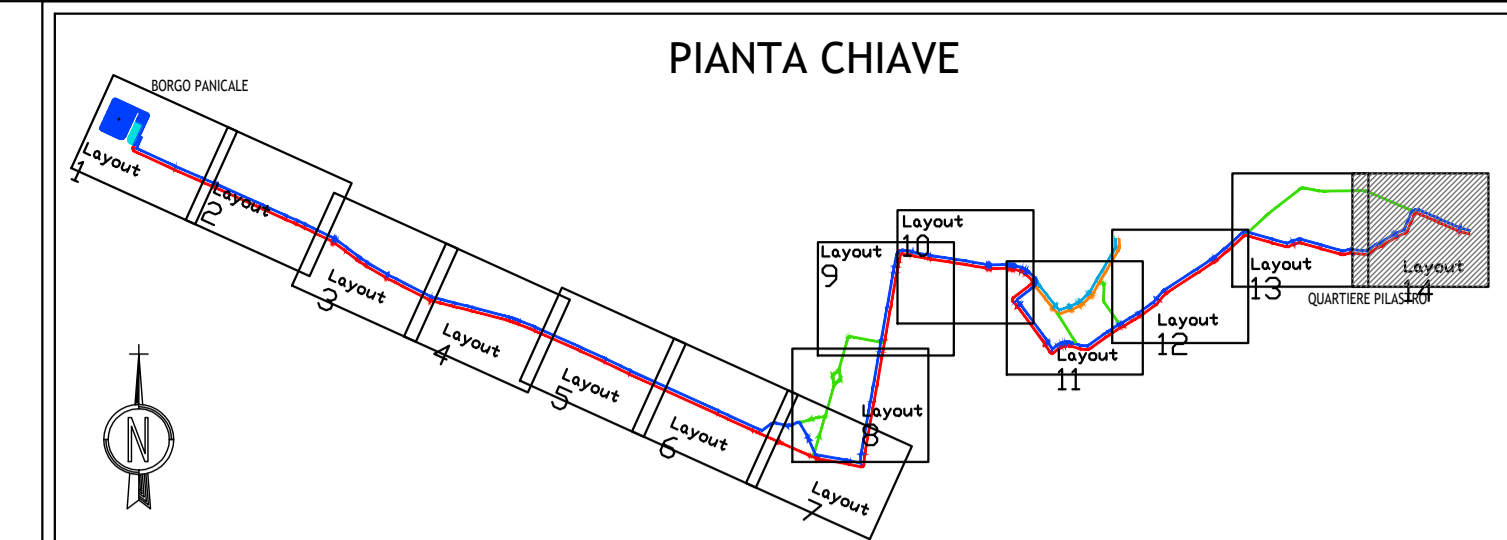 PIANTA CHIAVE
BORGO PANICALE
Layout
1
Layout
2
Layout
3
Layout
4
Layout
5
Layout
6
Layout
7
Layout
8
Layout
9
Layout
10
Layout
11
Layout
12
Layout
13
Layout
14
QUARTIERE PILASTRO
N